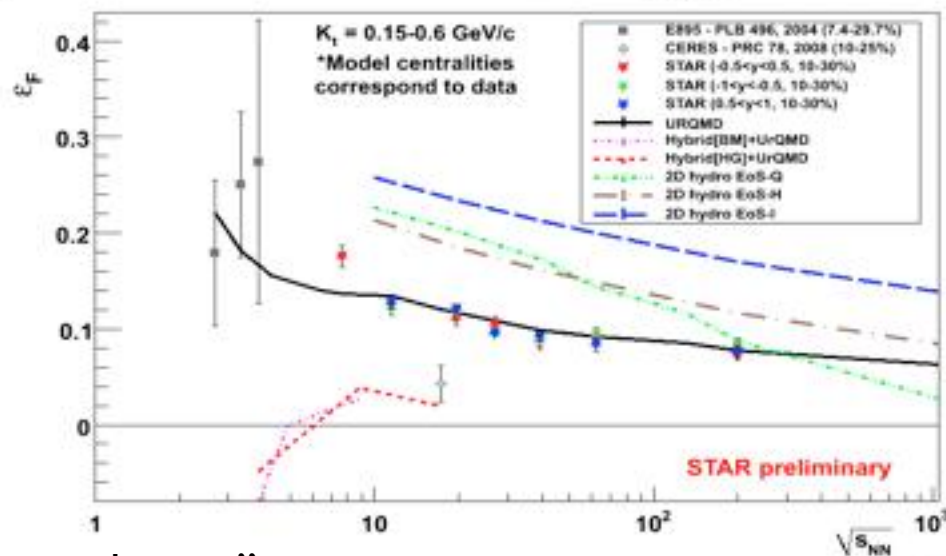 K_t = 0.15-0.6 GeV/c
*Model centralities
correspond to data
E895 - PLB 496, 2004 (7.4-29.7%)
CERES - PRC 78, 2008 (10-25%)
STAR (-0.5<y<0.5, 10-30%)
STAR (-1<y<-0.5, 10-30%)
STAR (0.5<y<1, 10-30%)
URQMD
Hybrid[BM]+UrQMD
Hybrid[HG]+UrQMD
2D hydro EoS-Q
2D hydro EoS-H
2D hydro EoS-I
ε_F
0.4
0.3
0.2
0.1
0
STAR preliminary
1 10 10² 10³
√s_NN